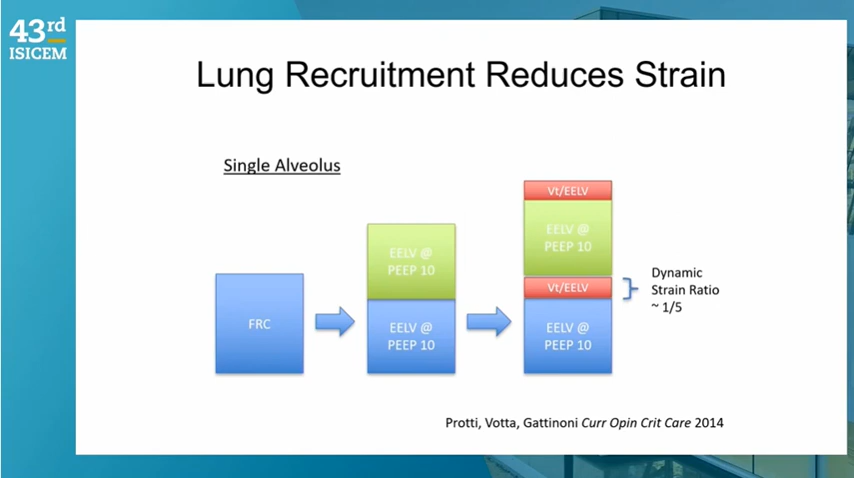 43rd
ISICEM
Lung Recruitment Reduces Strain
Single Alveolus
FRC
EELV @
PEEP 10
EELV @
PEEP 10
Vt/EELV
EELV @
PEEP 10
Vt/EELV
EELV @
PEEP 10
Dynamic
Strain Ratio
~ 1/5
Protti, Votta, Gattinoni Curr Opin Crit Care 2014